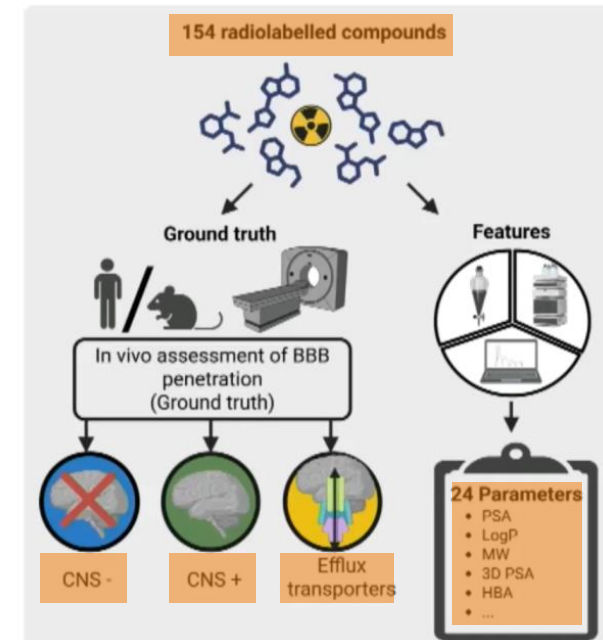 154 radiolabelled compounds
Ground truth
Features
In vivo assessment of BBB
penetration
(Ground truth)
CNS -
CNS +
Efflux
transporters
24 Parameters
• PSA
• LogP
• MW
• 3D PSA
• HBA
• ...